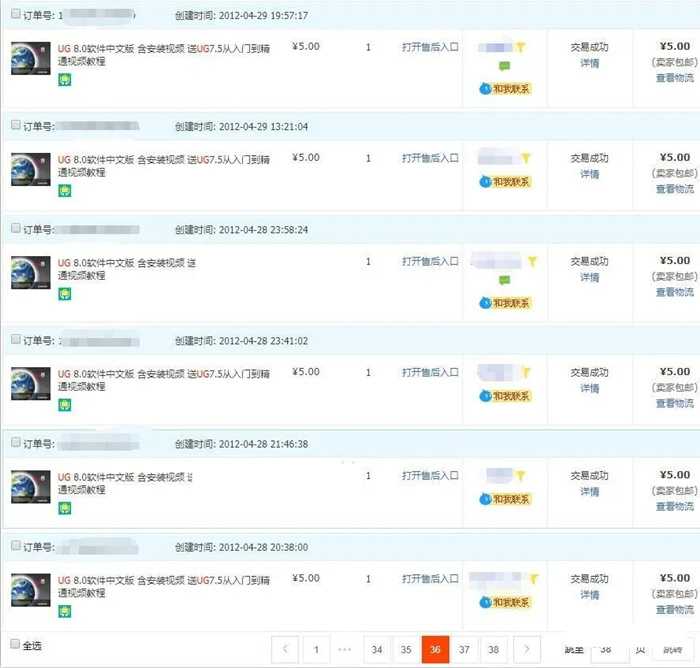 订单号: 1
创建时间: 2012-04-29 19:57:17
UG 8.0软件中文版 含安装视频 送UG7.5从入门到精
通视频教程
¥5.00
1
打开售后入口
和我联系
交易成功
详情
¥5.00
(卖家包邮)
查看物流
订单号:
创建时间: 2012-04-29 13:21:04
UG 8.0软件中文版 含安装视频 送UG7.5从入门到精
通视频教程
¥5.00
1
打开售后入口
和我联系
交易成功
详情
¥5.00
(卖家包邮)
查看物流
订单号:
创建时间: 2012-04-28 23:58:24
UG 8.0软件中文版 含安装视频
通视频教程
1
打开售后入口
和我联系
交易成功
详情
¥5.00
(卖家包邮)
查看物流
订单号:
创建时间: 2012-04-28 23:41:02
UG 8.0软件中文版 含安装视频 送UG7.5从入门到精
通视频教程
¥5.00
1
打开售后入口
和我联系
交易成功
详情
¥5.00
(卖家包邮)
查看物流
订单号:
创建时间: 2012-04-28 21:46:38
UG 8.0软件中文版 含安装视频
通视频教程
1
打开售后入口
和我联系
交易成功
详情
¥5.00
(卖家包邮)
查看物流
订单号:
创建时间: 2012-04-28 20:38:00
UG 8.0软件中文版 含安装视频 送UG7.5从入门到精
通视频教程
¥5.00
1
打开售后入口
和我联系
交易成功
详情
¥5.00
(卖家包邮)
查看物流
全选
< 1 ••• 34 35 36 37 38 >